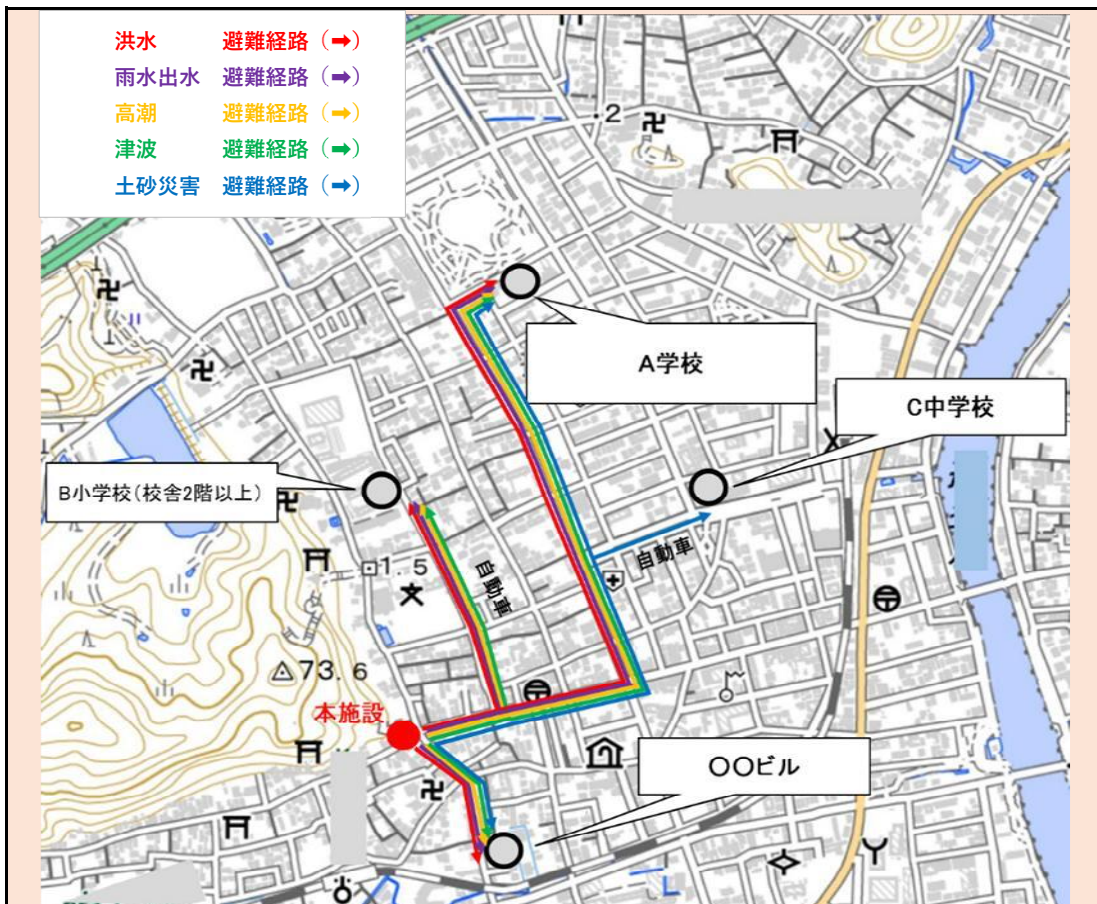 洪水 避難経路（➡）
雨水出水 避難経路（➡）
高潮 避難経路（➡）
津波 避難経路（➡）
土砂災害 避難経路（➡）
.2
A学校
C中学校
B小学校（校舎2階以上）
1.5
自動車
自動車
73.6
本施設
〇〇ビル